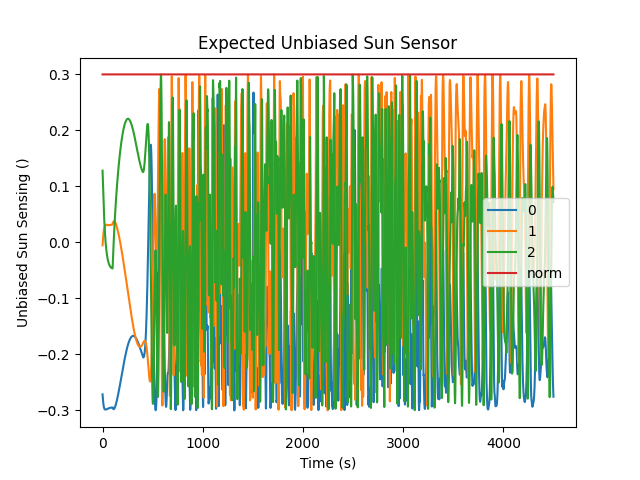 Expected Unbiased Sun Sensor
Unbiased Sun Sensing ()
0.3
0.2
0.1
0.0
−0.1
−0.2
−0.3
0
1
2
norm
0 1000 2000 3000 4000
Time (s)